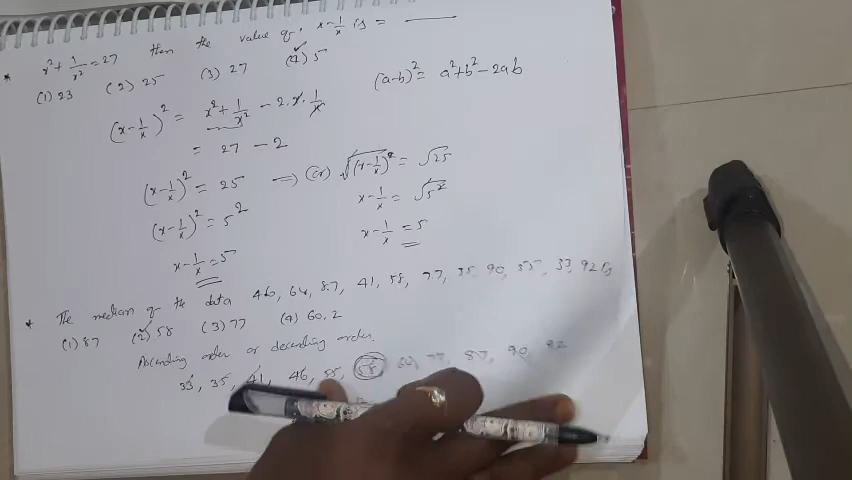 * x² + 1/x² = 27 then the value of, x - 1/x is =
(1) 23 (2) 25 (3) 27 (4) 5
(a-b)² = a² + b² - 2ab
(x - 1/x)² = x² + 1/x² - 2·x·1/x
= 27 - 2
(x - 1/x)² = 25 ⟹ (or) √(x - 1/x)² = √25
(x - 1/x)² = 5² x - 1/x = √5²
x - 1/x = 5 x - 1/x = 5
* The median of the data 46, 64, 87, 41, 58, 77, 35, 90, 55, 33, 92 is
(1) 87 (2) 58 (3) 77 (4) 60.2
Ascending order or descending order.
33, 35, 41, 46, 55, 58, 64, 77, 87, 90, 92